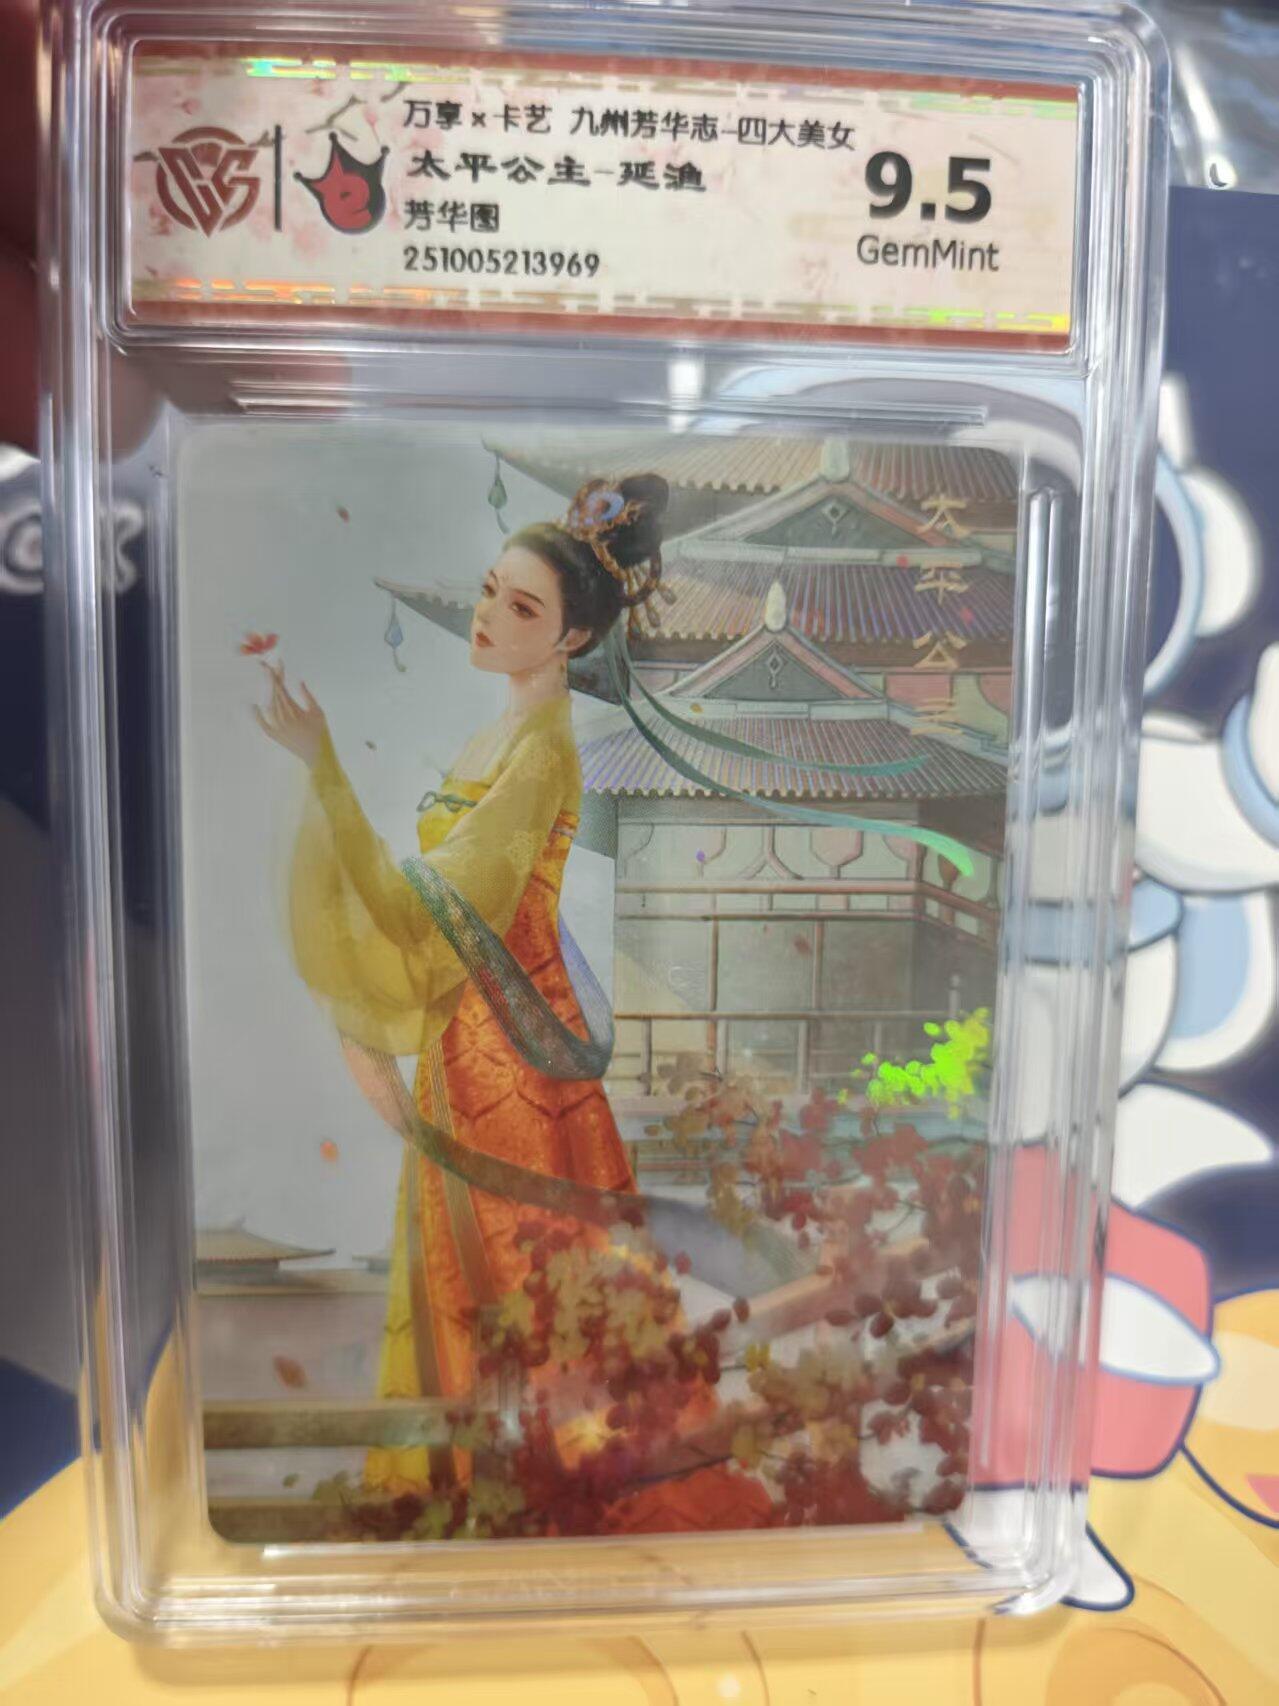 万享×卡艺 九州芳华志-四大美女
太平公主-延渔
芳华图
251005213969
9.5
GemMint
太平公主